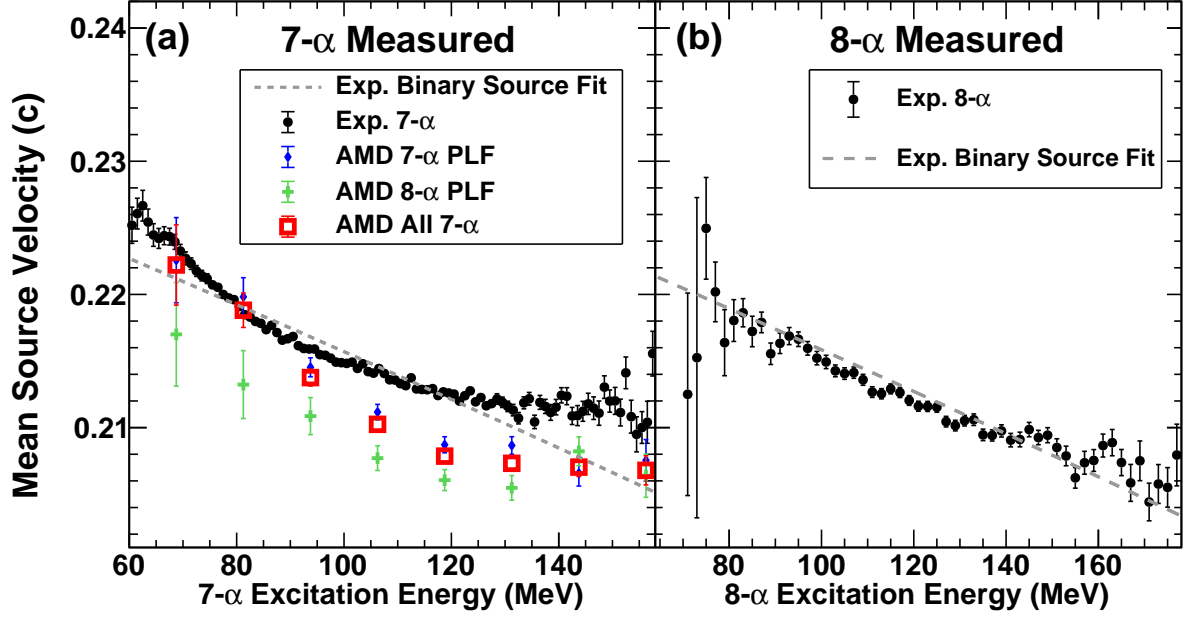 Mean Source Velocity (c)
0.24
0.23
0.22
0.21
(a)
7-α Measured
Exp. Binary Source Fit
Exp. 7-α
AMD 7-α PLF
AMD 8-α PLF
AMD All 7-α
60
80
100
120
140
7-α Excitation Energy (MeV)
(b)
8-α Measured
Exp. 8-α
Exp. Binary Source Fit
80
100
120
140
160
8-α Excitation Energy (MeV)